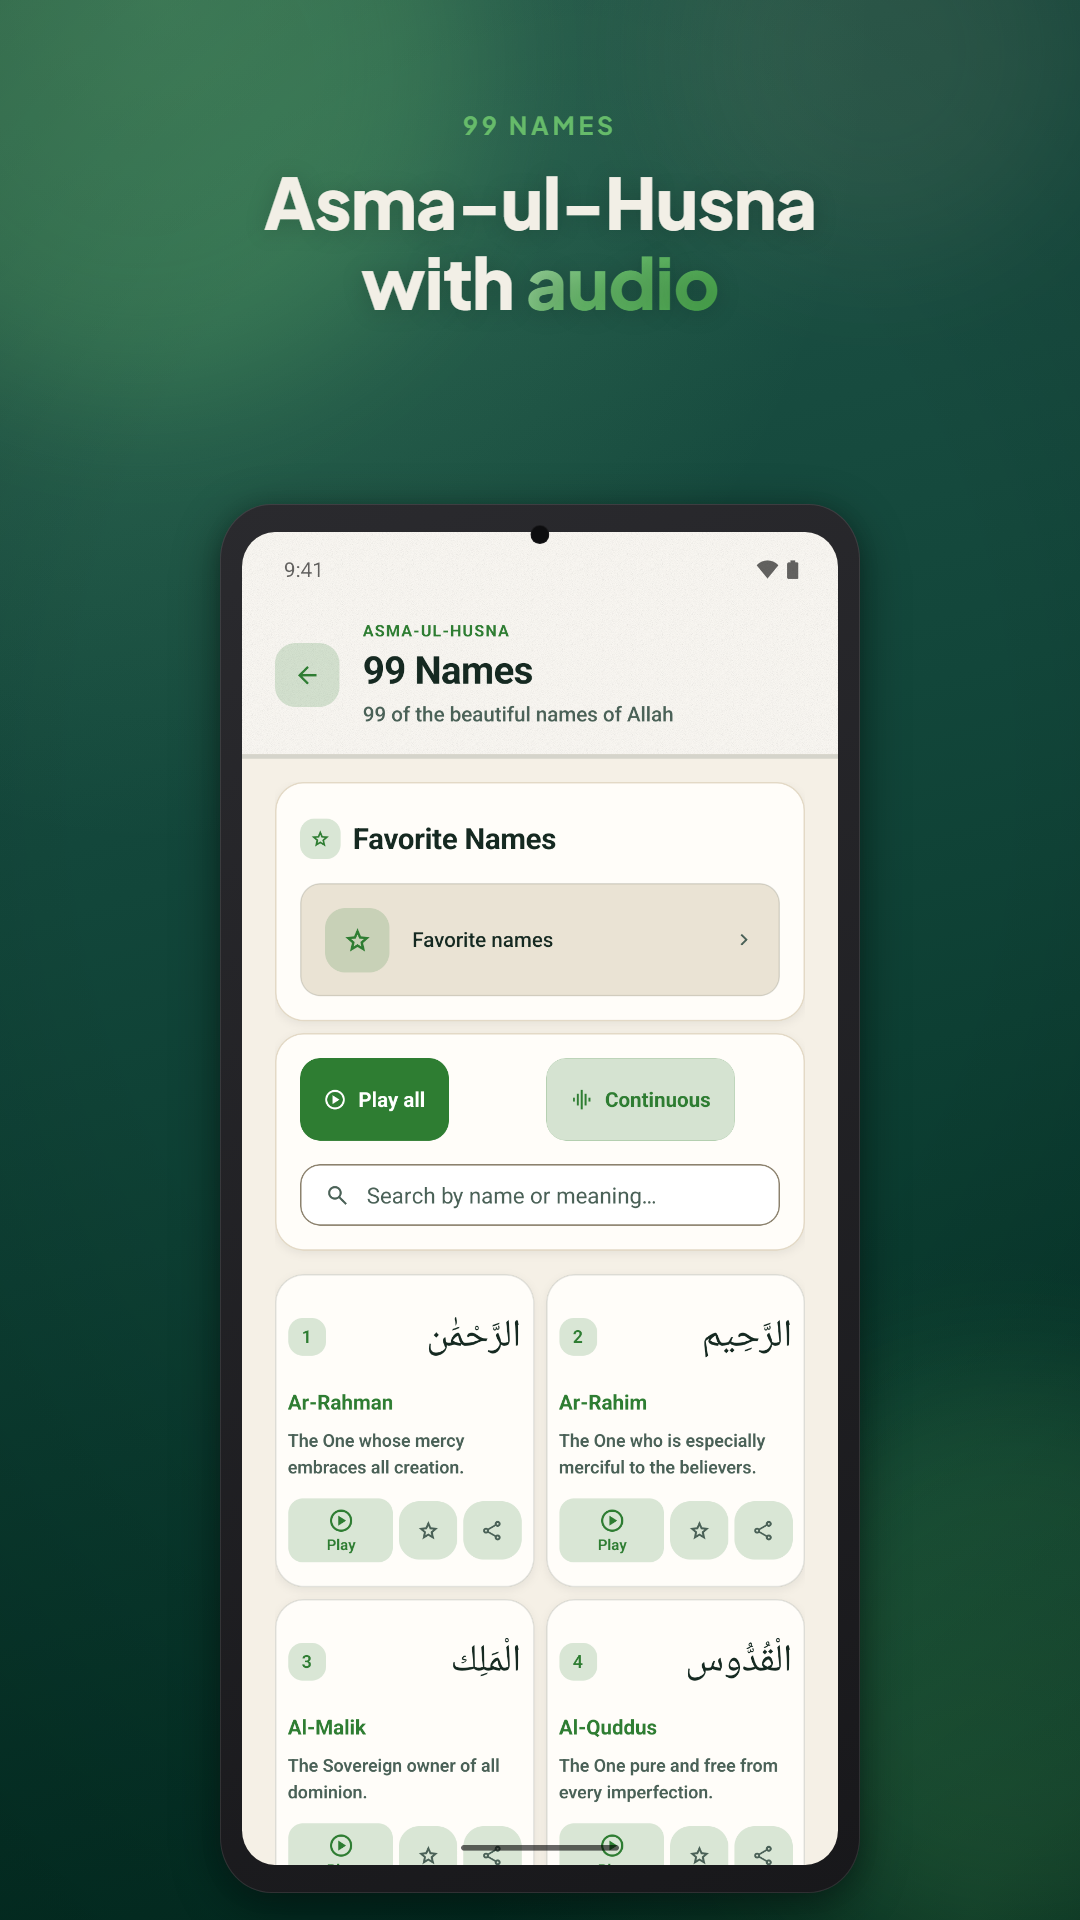 99 NAMES
Asma-ul-Husna
with audio
9:41
ASMA-UL-HUSNA
99 Names
99 of the beautiful names of Allah
Favorite Names
Favorite names
Play all
Continuous
Search by name or meaning...
1
الرَّحْمَٰن
Ar-Rahman
The One whose mercy
embraces all creation.
Play
2
الرَّحِيم
Ar-Rahim
The One who is especially
merciful to the believers.
Play
3
الْمَلِك
Al-Malik
The Sovereign owner of all
dominion.
4
الْقُدُّوس
Al-Quddus
The One pure and free from
every imperfection.